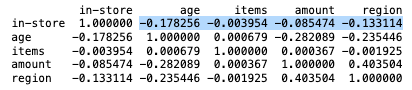 in-store age items amount region
in-store 1.000000 -0.178256 -0.003954 -0.085474 -0.133114
age -0.178256 1.000000 0.000679 -0.282089 -0.235446
items -0.003954 0.000679 1.000000 0.000367 -0.001925
amount -0.085474 -0.282089 0.000367 1.000000 0.403504
region -0.133114 -0.235446 -0.001925 0.403504 1.000000